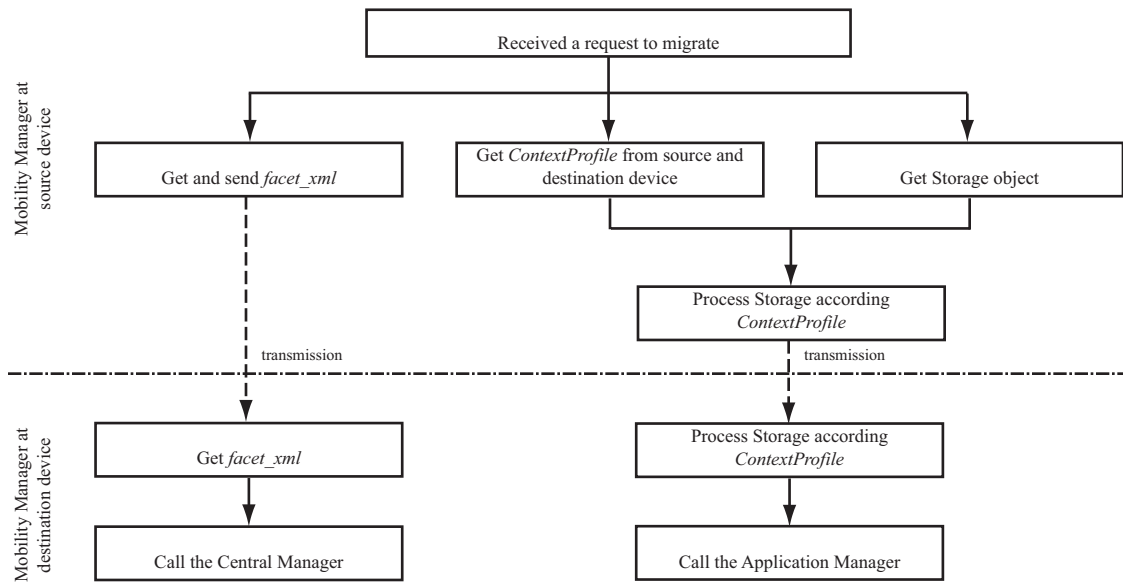 Received a request to migrate
Mobility Manager at
source device
Get and send facet_xml
Get ContextProfile from source and
destination device
Get Storage object
Process Storage according
ContextProfile
transmission
transmission
Mobility Manager at
destination device
Get facet_xml
Process Storage according
ContextProfile
Call the Central Manager
Call the Application Manager